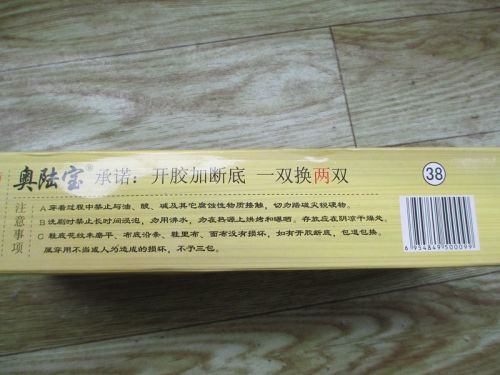 奥陆宝® 承诺：开胶加断底 一双换两双 38
注意事项
A.穿着过程中禁止与油、酸、碱及其它腐蚀性物质接触，切勿踏碰尖锐硬物。
B.洗刷时禁止长时间浸泡，勿用沸水，勿在热源上烘烤和曝晒，存放应在阴凉干燥处。
C.鞋底花纹未磨平、布底沿条、鞋里布、面布没有损坏，如有开胶断底，包退包换。
属穿用不当或人为造成的损坏，不予三包。
6 954849 500099